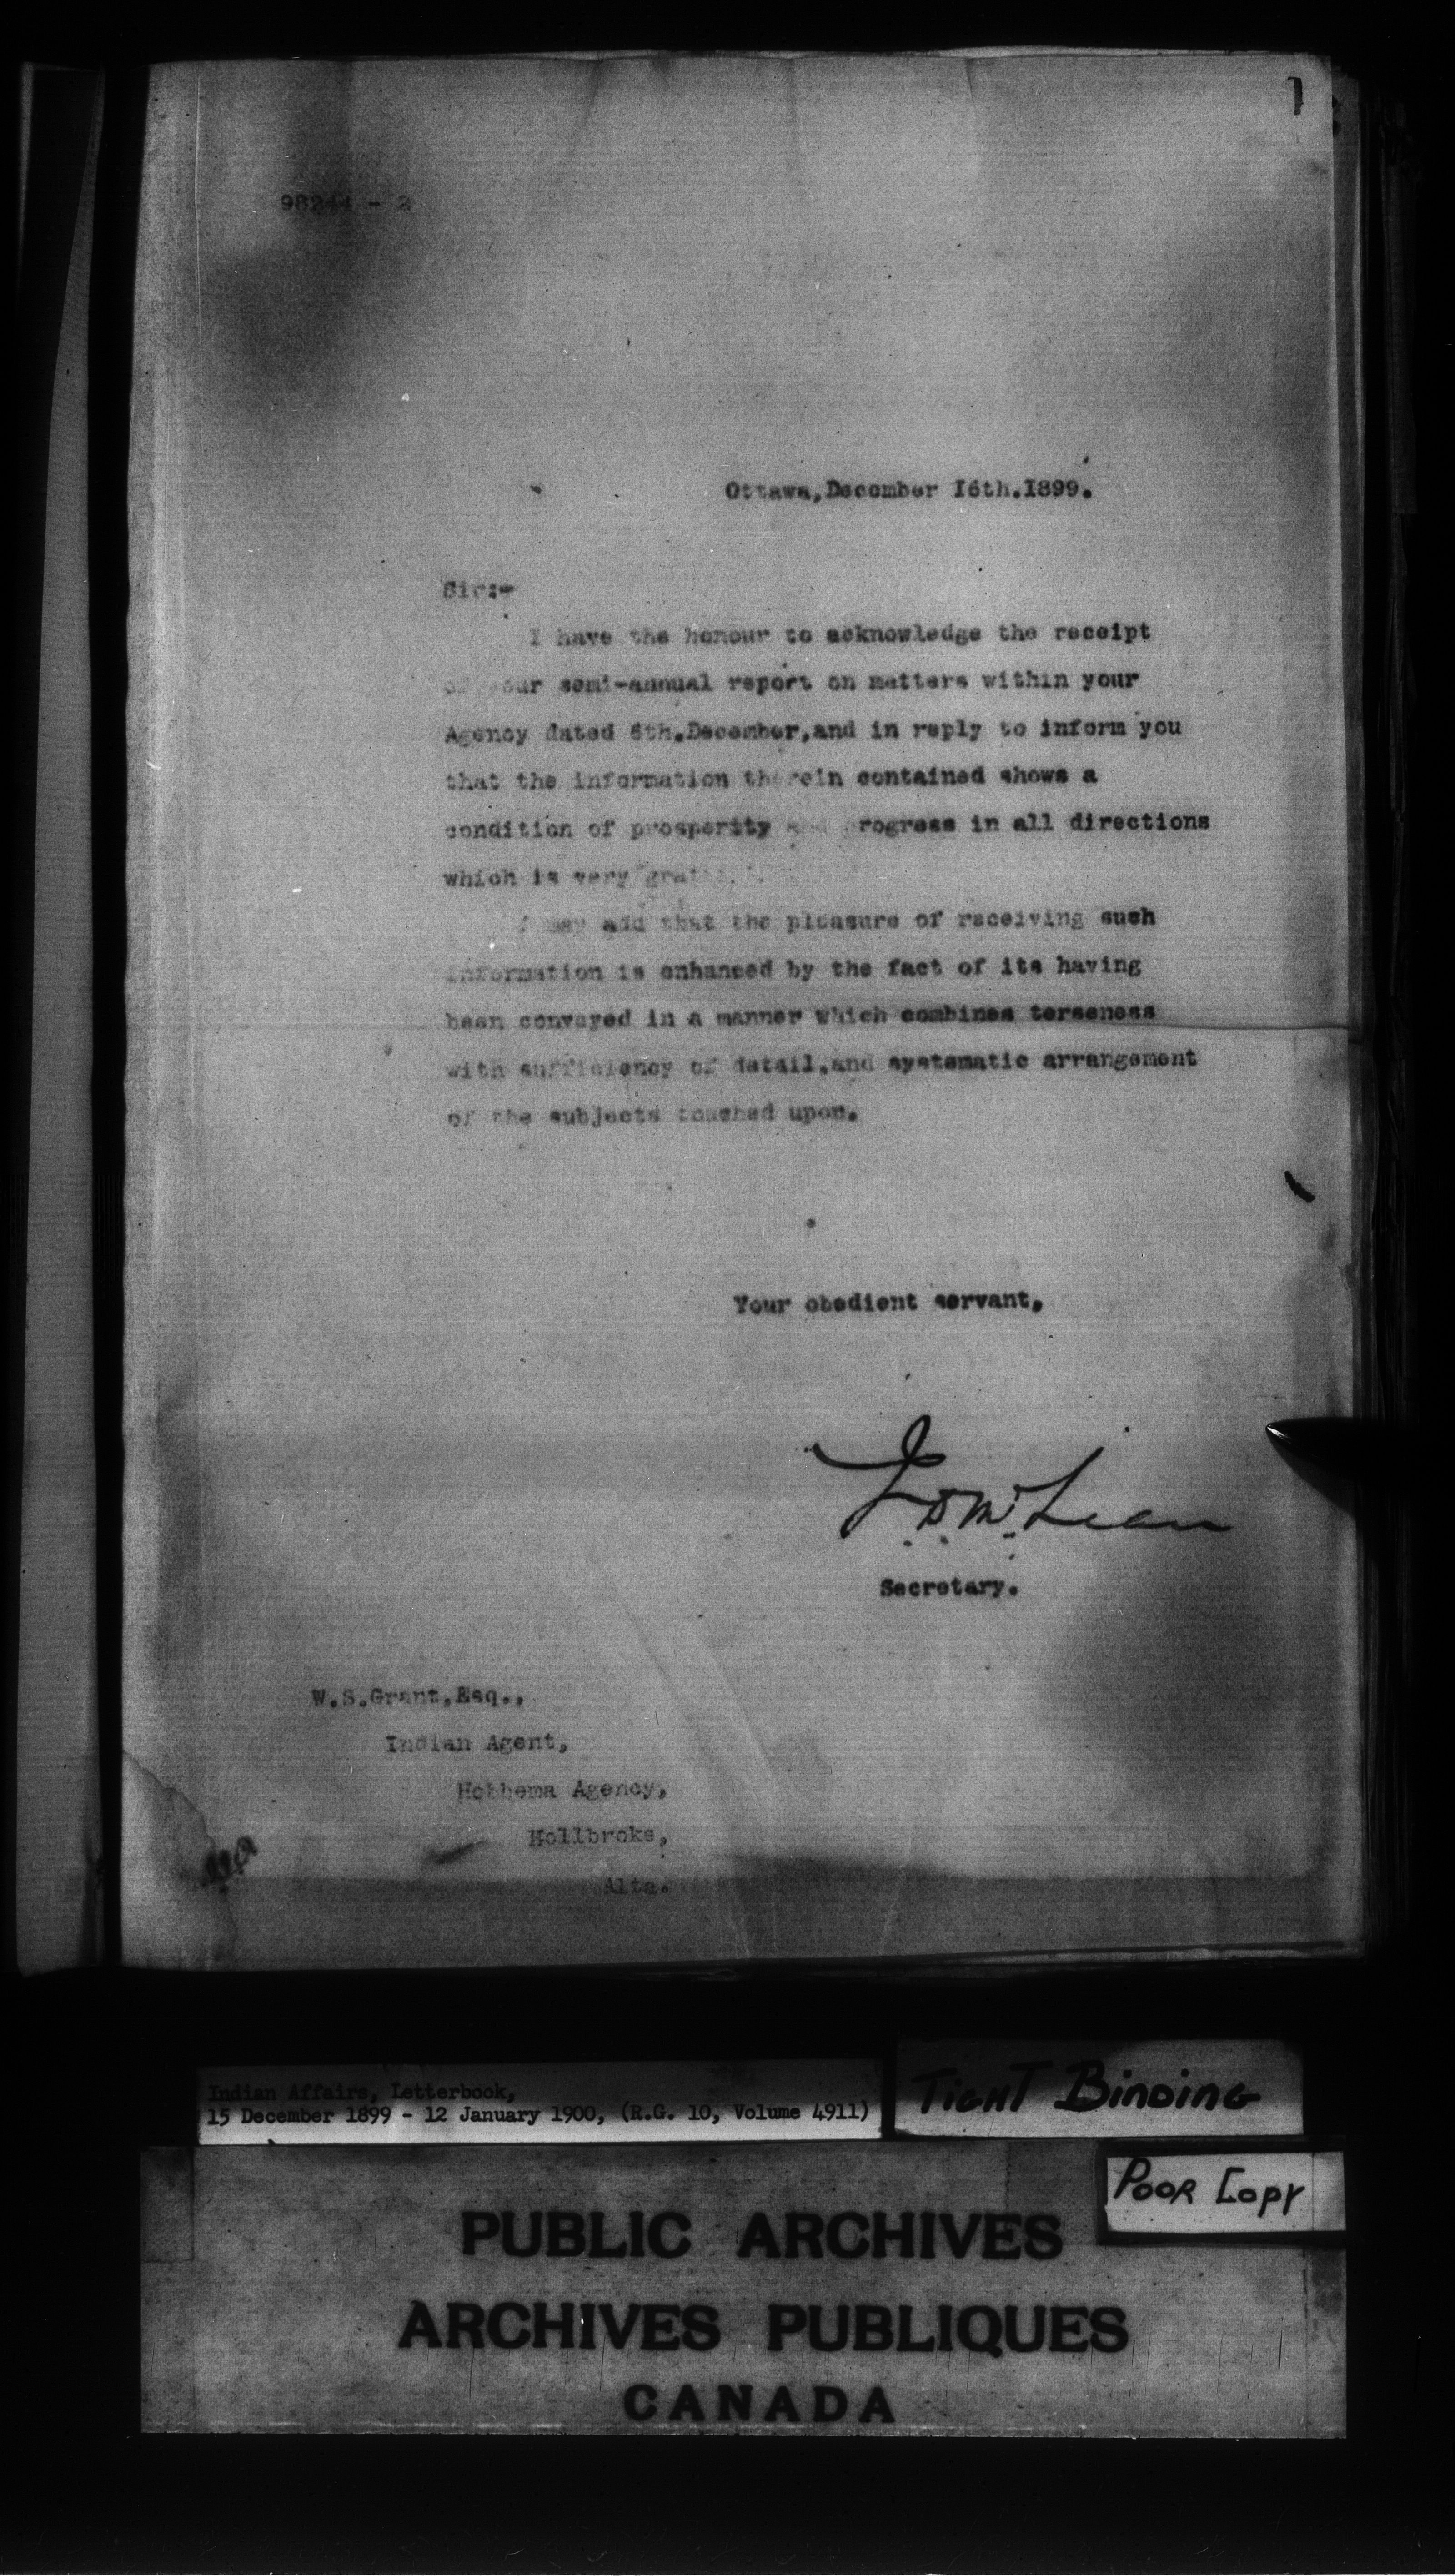 1
98244 - 2
Ottawa,December 16th.1899.
Sir:-
I have the honour to acknowledge the receipt
of your semi-annual report on matters within your
Agency dated 6th.December,and in reply to inform you
that the information therein contained shows a
condition of prosperity and progress in all directions
which is very
I may add that the pleasure of receiving such
information is enhanced by the fact of its having
been conveyed in a manner which combines terseness
with sufficiency of detail,and systematic arrangement
of the subjects touched upon.
Your obedient servant,
J.D.McLean
Secretary.
W.S.Grant,Esq.,
Indian Agent,
Hobbema Agency,
Hollbroke,
Alta.
Indian Affairs, Letterbook,
15 December 1899 - 12 January 1900, (R.G. 10, Volume 4911)
TIGHT BINDING
POOR COPY
PUBLIC ARCHIVES
ARCHIVES PUBLIQUES
CANADA